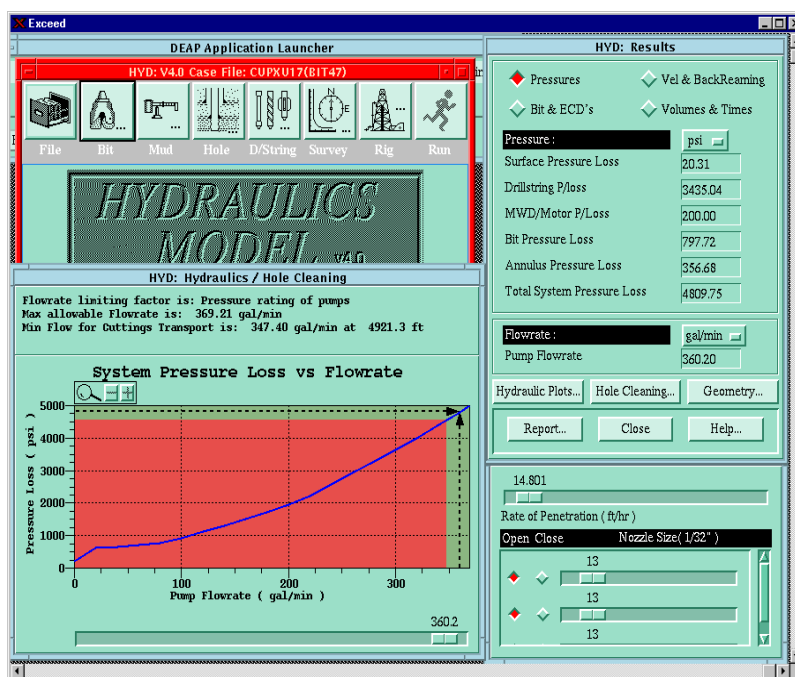 Exceed
DEAP Application Launcher
HYD: V4.0 Case File: CUPXU17(BIT47)
File Bit Mud Hole D/String Survey Rig Run
HYDRAULICS
MODEL V4.0
HYD: Hydraulics / Hole Cleaning
Flowrate limiting factor is: Pressure rating of pumps
Max allowable Flowrate is: 369.21 gal/min
Min Flow for Cuttings Transport is: 347.40 gal/min at 4921.3 ft
System Pressure Loss vs Flowrate
Pressure Loss ( psi )
5000
4000
3000
2000
1000
0
0 100 200 300
Pump Flowrate ( gal/min )
360.2
HYD: Results
Pressures Vel & BackReaming
Bit & ECD's Volumes & Times
Pressure : psi
Surface Pressure Loss 20.31
Drillstring P/loss 3435.04
MWD/Motor P/Loss 200.00
Bit Pressure Loss 797.72
Annulus Pressure Loss 356.68
Total System Pressure Loss 4809.75
Flowrate : gal/min
Pump Flowrate 360.20
Hydraulic Plots... Hole Cleaning... Geometry...
Report... Close Help...
14.801
Rate of Penetration ( ft/hr )
Open Close Nozzle Size( 1/32" )
13
13
13